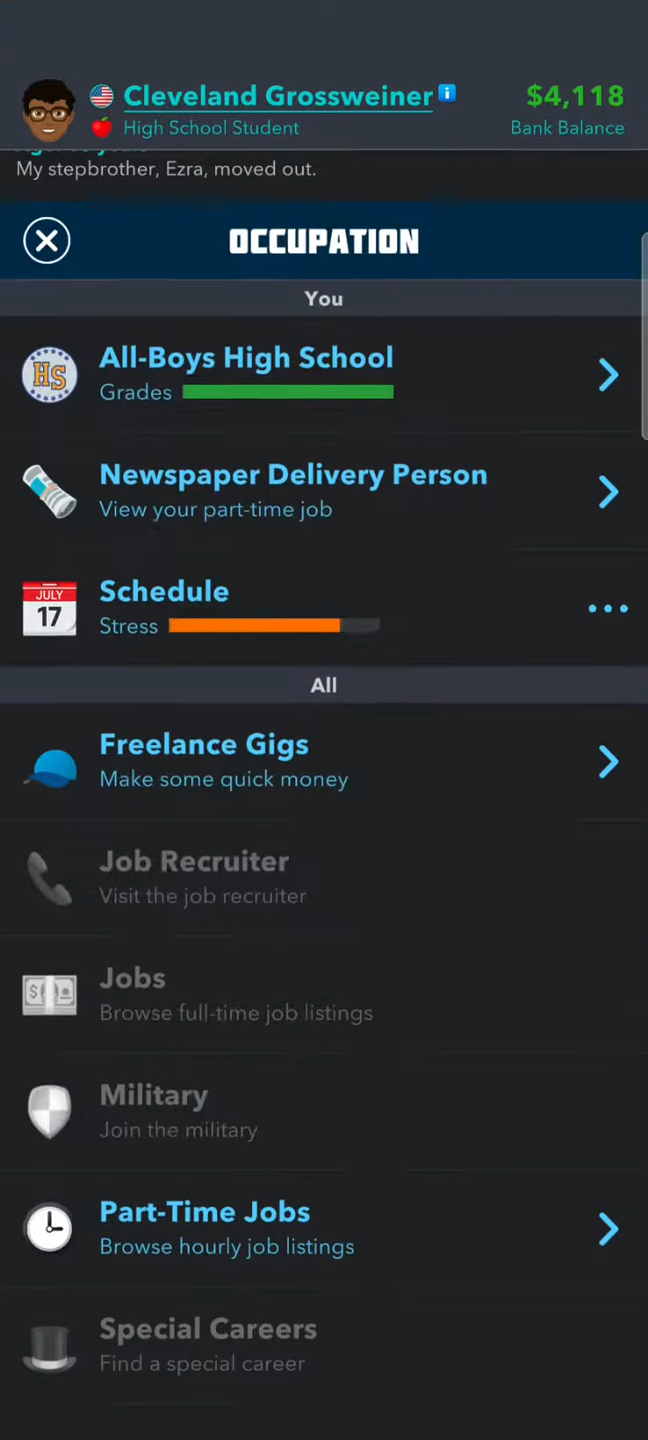 Cleveland Grossweiner
$4,118
High School Student
Bank Balance
My stepbrother, Ezra, moved out.
OCCUPATION
You
HS
All-Boys High School
Grades
Newspaper Delivery Person
View your part-time job
JULY
17
Schedule
Stress
All
Freelance Gigs
Make some quick money
Job Recruiter
Visit the job recruiter
Jobs
Browse full-time job listings
Military
Join the military
Part-Time Jobs
Browse hourly job listings
Special Careers
Find a special career